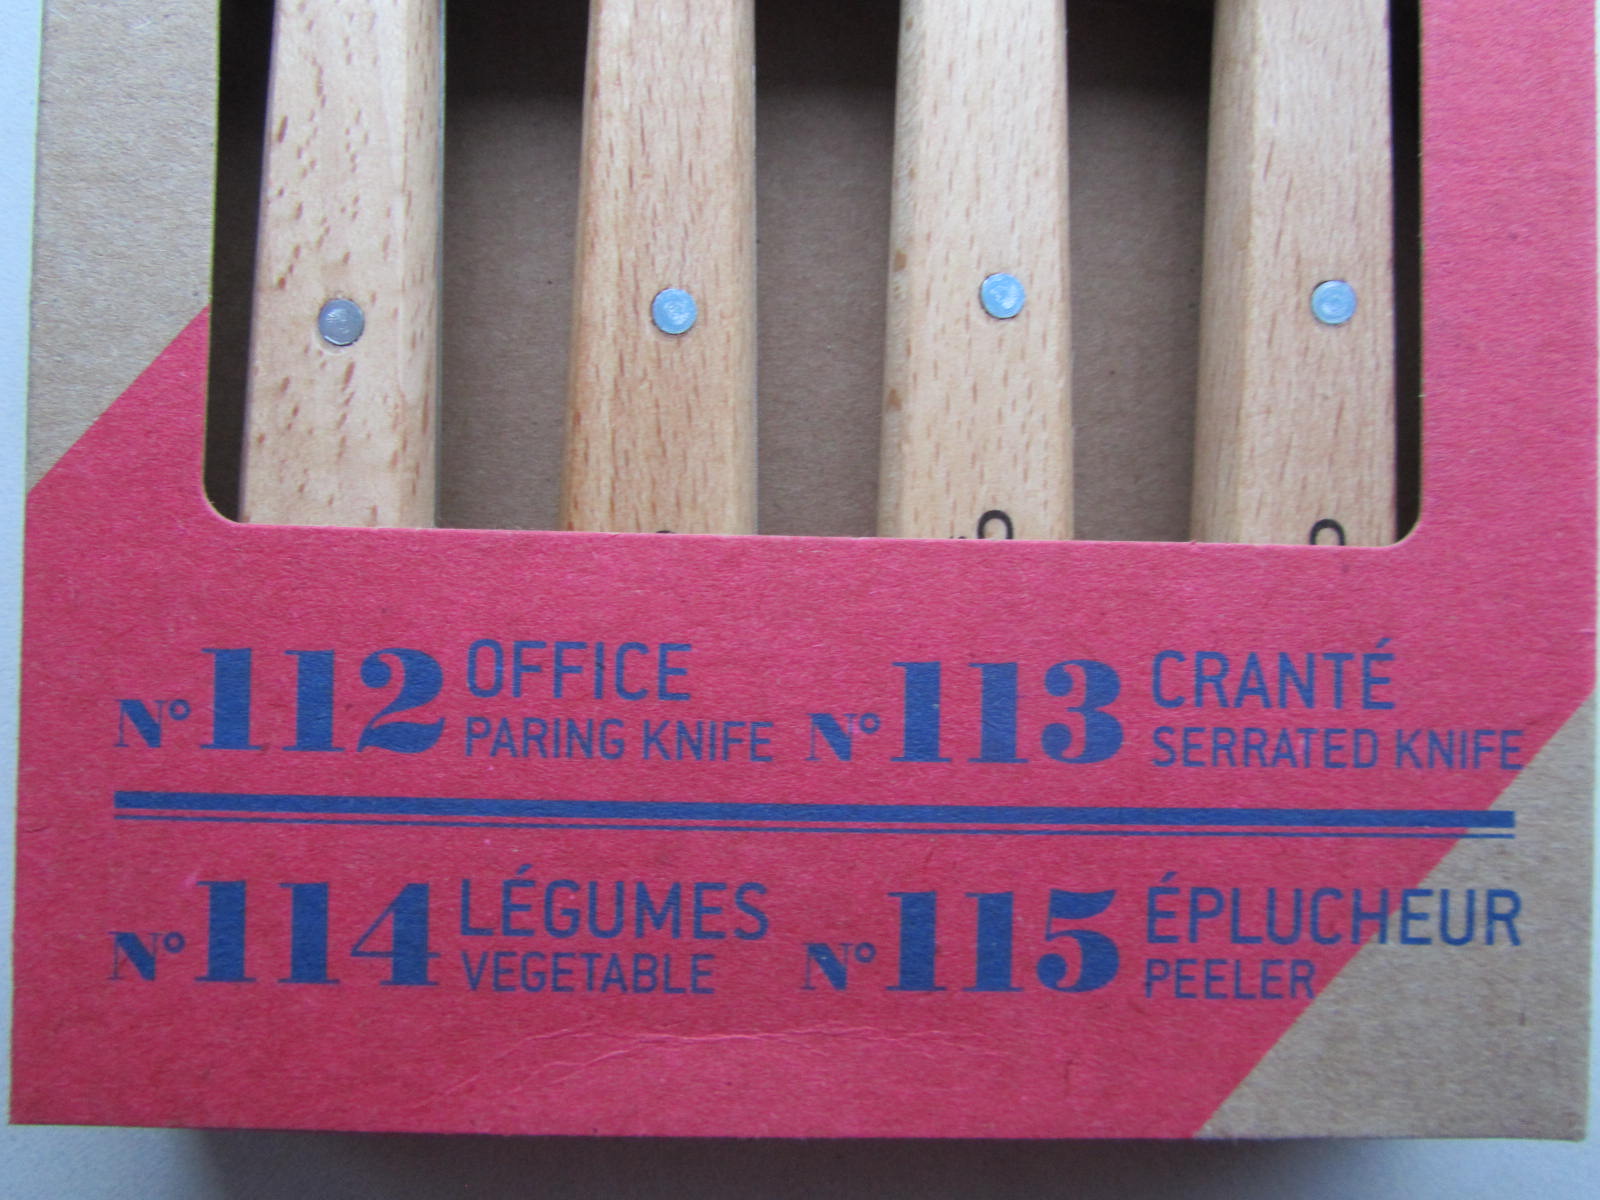 N° 112 OFFICE
PARING KNIFE
N° 113 CRANTÉ
SERRATED KNIFE
N° 114 LÉGUMES
VEGETABLE
N° 115 ÉPLUCHEUR
PEELER